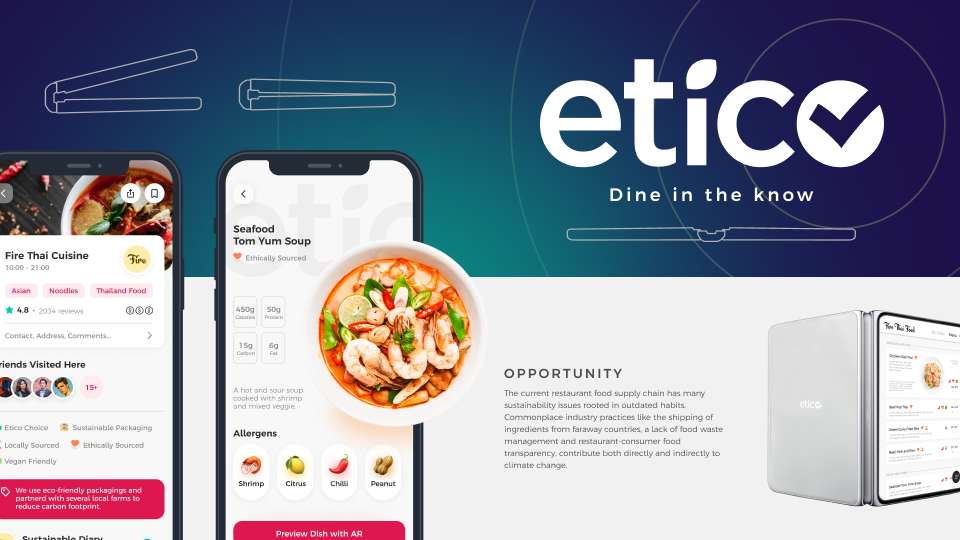 etico
Dine in the know
Fire Thai Cuisine
10:00 - 21:00
Fire
Asian
Noodles
Thailand Food
4.8 • 2034 reviews
Contact, Address, Comments...
riends Visited Here
15+
Etico Choice
Sustainable Packaging
Locally Sourced
Ethically Sourced
Vegan Friendly
We use eco-friendly packagings and
partnerd with several local farms to
reduce carbon footprint.
Sustainable Diary
etic
Seafood
Tom Yum Soup
Ethically Sourced
450g
Calories
50g
Protein
15g
Carbon
6g
Fat
A hot and sour soup
cooked with shrimp
and mixed veggie.
Allergens
Shrimp
Citrus
Chilli
Peanut
Preview Dish with AR
OPPORTUNITY
The current restaurant food supply chain has many
sustainability issues rooted in outdated habits.
Commonplace industry practices like the shipping of
ingredients from faraway countries, a lack of food waste
management and restaurant-consumer food
transparency, contribute both directly and indirectly to
climate change.
etico
Fire Thai Food